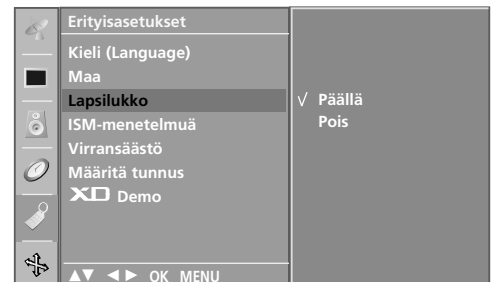 Erityisasetukset
Kieli (Language)
Maa
Lapsilukko
ISM-menetelmuä
Virransäästö
Määritä tunnus
XD Demo
√ Päällä
Pois
▲▼ ◄► OK MENU